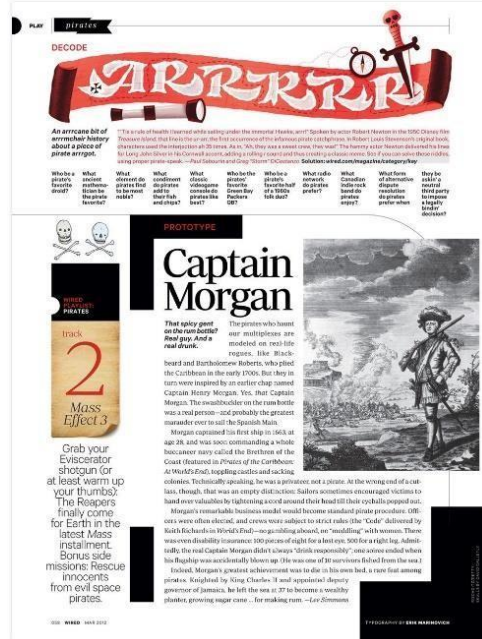 PLAY
pirates
DECODE
ARRRRRR
An arrrcane bit of
arrrmchair history
about a piece of
pirate arrrgot.
Solution: wired.com/magazine/category/play
Who be a
pirate's
favorite
droid?
What
ancient
mathema-
tician be
the pirate
favorite?
What
element do
pirates find
to be most
noble?
What
condiment
do pirates
add to
their fish
and chips?
What
classic
videogame
console do
pirates like
best?
Who be the
pirates'
favorite
Green Bay
Packers
QB?
Who be a
pirate's
favorite half
of a 1960s
folk duo?
What radio
network
do pirates
prefer?
What
Canadian
indie rock
band do
pirates
enjoy?
What form
of alternative
dispute
resolution
do pirates
prefer when
they be
askin' a
neutral
third party
to impose
a legally
bindin'
decision?
WIRED
PLAYLIST:
PIRATES
track
2
Mass
Effect 3
Grab your
Eviscerator
shotgun (or
at least warm up
your thumbs):
The Reapers
finally come
for Earth in the
latest Mass
installment.
Bonus side
missions: Rescue
innocents
from evil space
pirates.
PROTOTYPE
Captain
Morgan
That spicy gent
on the rum bottle?
Real guy. And a
real drunk.
The pirates who haunt
our multiplexes are
modeled on real-life
rogues, like Black-
beard and Bartholomew Roberts, who plied
the Caribbean in the early 1700s. But they in
turn were inspired by an earlier chap named
Captain Henry Morgan. Yes, that Captain
Morgan. The swashbuckler on the rum bottle
was a real person—and probably the greatest
marauder ever to sail the Spanish Main.
Morgan captained his first ship in 1663, at
age 28, and was soon commanding a whole
buccaneer navy called the Brethren of the
Coast (featured in Pirates of the Caribbean:
At World's End), toppling castles and sacking
colonies. Technically speaking, he was a privateer, not a pirate. At the wrong end of a cut-
lass, though, that was an empty distinction: Sailors sometimes encouraged victims to
hand over valuables by tightening a cord around their head till their eyeballs popped out.
Morgan's remarkable business model would become standard pirate procedure. Offi-
cers were often elected, and crews were subject to strict rules (the "Code" delivered by
Keith Richards in World's End)—no gambling aboard, no "meddling" with women. There
was even disability insurance: 100 pieces of eight for a lost eye, 500 for a right leg. Admit-
tedly, the real Captain Morgan didn't always "drink responsibly"; one soiree ended when
his flagship was accidentally blown up. (He was one of 10 survivors fished from the sea.)
Indeed, Morgan's greatest achievement was to die in his own bed, a rare feat among
pirates. Knighted by King Charles II and appointed deputy
governor of Jamaica, he left the sea at 37 to become a wealthy
planter, growing sugar cane .. for making rum. —Lee Simmons
WIRED MAR 2012
TYPOGRAPHY BY ERIK MARINOVICH